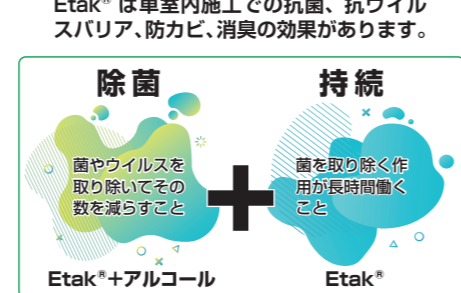 Etak® は車室内施工での抗菌、抗ウイル
スバリア、防カビ、消臭の効果があります。
除菌
菌やウイルスを
取り除いてその
数を減らすこと
Etak®+アルコール
+
持続
菌を取り除く作
用が長時間働く
こと
Etak®